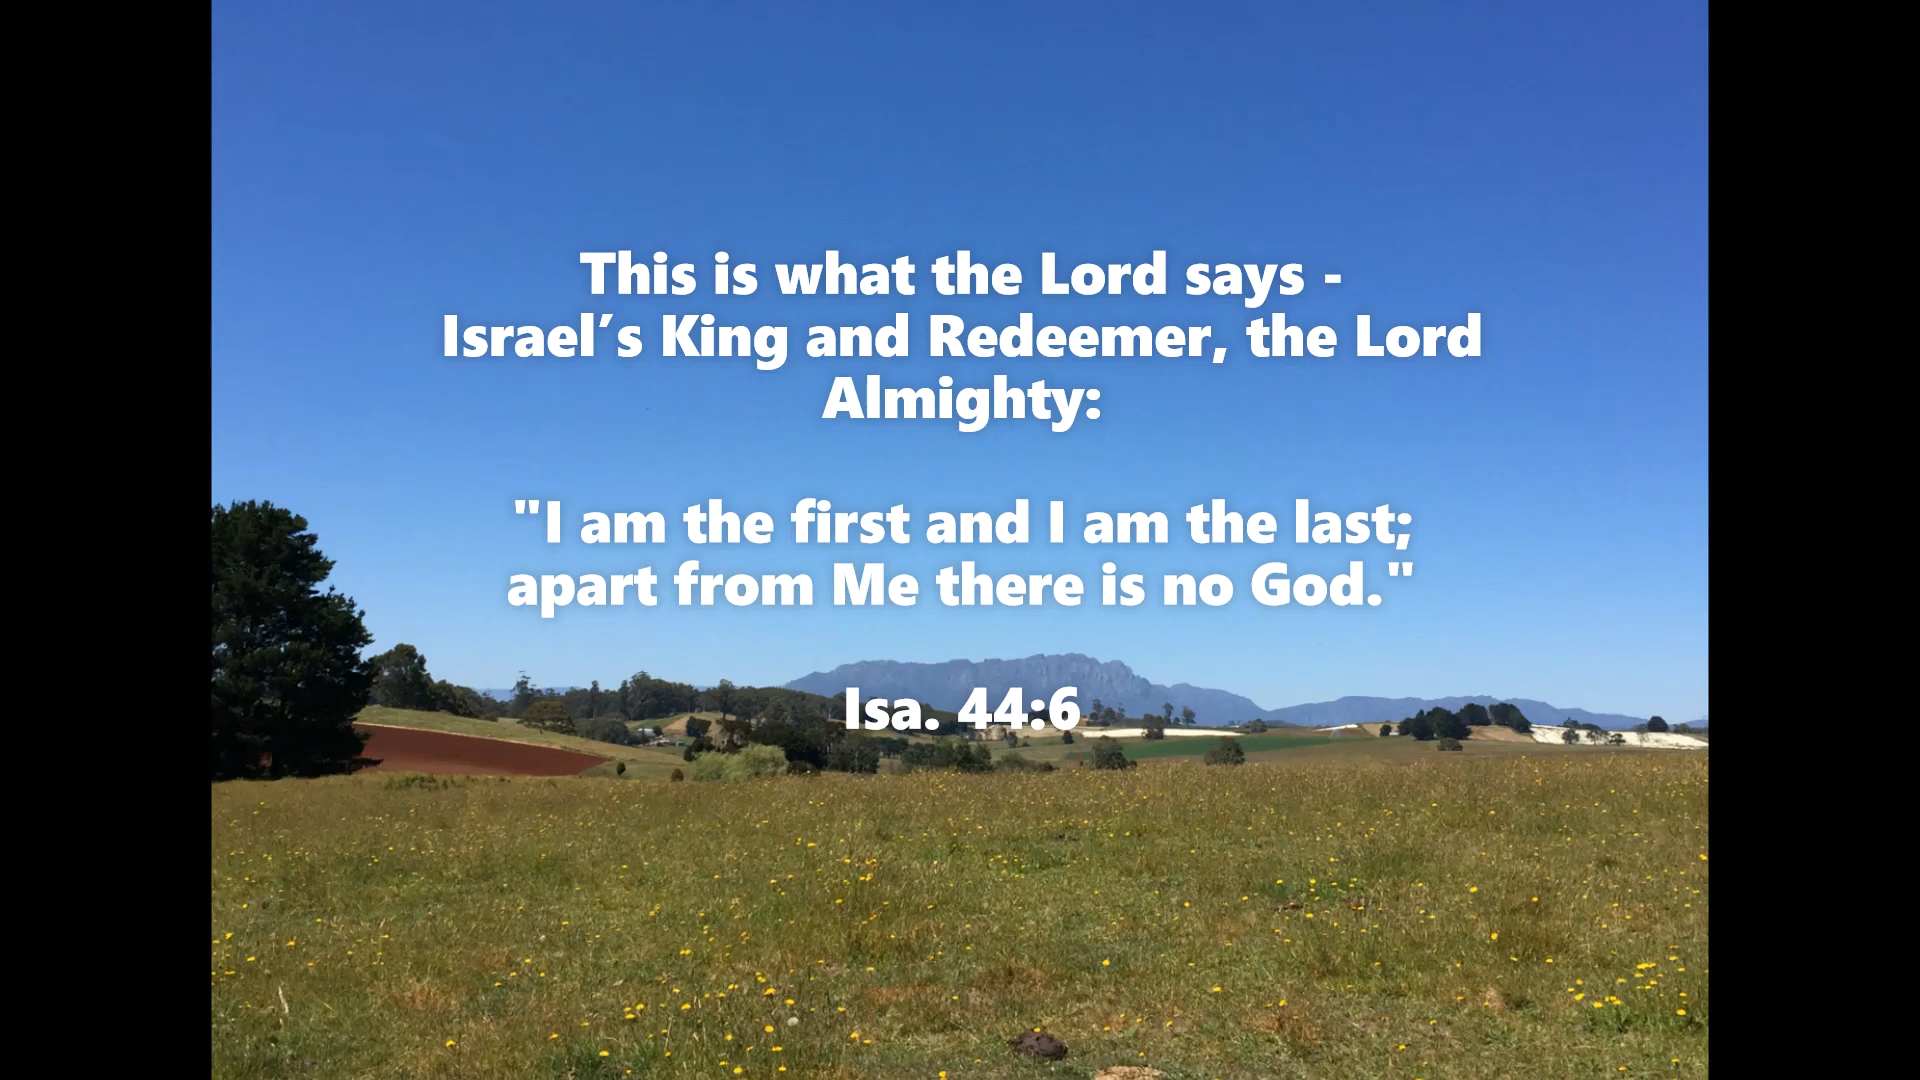 This is what the Lord says -
Israel’s King and Redeemer, the Lord
Almighty:
"I am the first and I am the last;
apart from Me there is no God."
Isa. 44:6